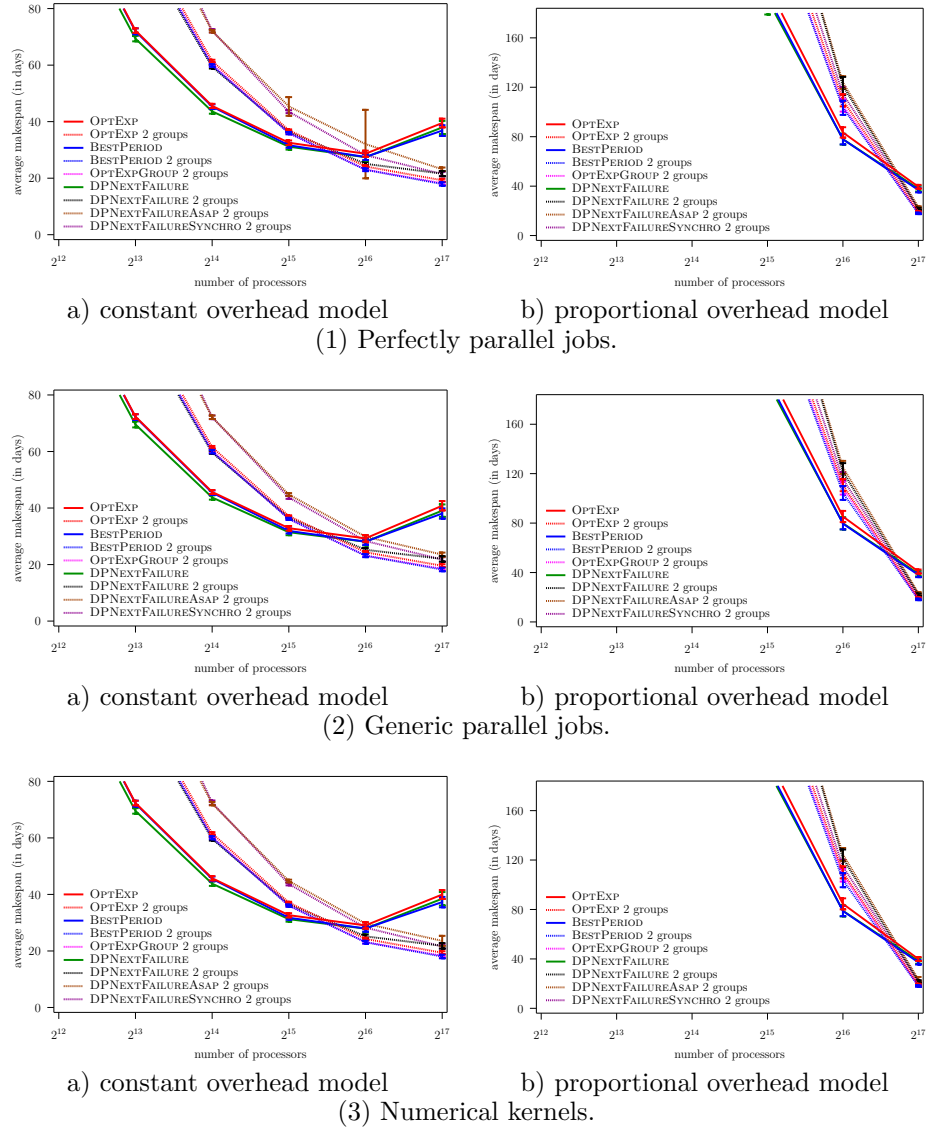 average makespan (in days)
80
60
40
20
0
OPTEXP
OPTEXP 2 groups
BESTPERIOD
BESTPERIOD 2 groups
OPTEXPGROUP 2 groups
DPNEXTFAILURE
DPNEXTFAILURE 2 groups
DPNEXTFAILUREASAP 2 groups
DPNEXTFAILURESYNCHRO 2 groups
2^12 2^13 2^14 2^15 2^16 2^17
number of processors
a) constant overhead model
average makespan (in days)
160
120
80
40
0
OPTEXP
OPTEXP 2 groups
BESTPERIOD
BESTPERIOD 2 groups
OPTEXPGROUP 2 groups
DPNEXTFAILURE
DPNEXTFAILURE 2 groups
DPNEXTFAILUREASAP 2 groups
DPNEXTFAILURESYNCHRO 2 groups
2^12 2^13 2^14 2^15 2^16 2^17
number of processors
b) proportional overhead model
(1) Perfectly parallel jobs.
average makespan (in days)
80
60
40
20
0
OPTEXP
OPTEXP 2 groups
BESTPERIOD
BESTPERIOD 2 groups
OPTEXPGROUP 2 groups
DPNEXTFAILURE
DPNEXTFAILURE 2 groups
DPNEXTFAILUREASAP 2 groups
DPNEXTFAILURESYNCHRO 2 groups
2^12 2^13 2^14 2^15 2^16 2^17
number of processors
a) constant overhead model
average makespan (in days)
160
120
80
40
0
OPTEXP
OPTEXP 2 groups
BESTPERIOD
BESTPERIOD 2 groups
OPTEXPGROUP 2 groups
DPNEXTFAILURE
DPNEXTFAILURE 2 groups
DPNEXTFAILUREASAP 2 groups
DPNEXTFAILURESYNCHRO 2 groups
2^12 2^13 2^14 2^15 2^16 2^17
number of processors
b) proportional overhead model
(2) Generic parallel jobs.
average makespan (in days)
80
60
40
20
0
OPTEXP
OPTEXP 2 groups
BESTPERIOD
BESTPERIOD 2 groups
OPTEXPGROUP 2 groups
DPNEXTFAILURE
DPNEXTFAILURE 2 groups
DPNEXTFAILUREASAP 2 groups
DPNEXTFAILURESYNCHRO 2 groups
2^12 2^13 2^14 2^15 2^16 2^17
number of processors
a) constant overhead model
average makespan (in days)
160
120
80
40
0
OPTEXP
OPTEXP 2 groups
BESTPERIOD
BESTPERIOD 2 groups
OPTEXPGROUP 2 groups
DPNEXTFAILURE
DPNEXTFAILURE 2 groups
DPNEXTFAILUREASAP 2 groups
DPNEXTFAILURESYNCHRO 2 groups
2^12 2^13 2^14 2^15 2^16 2^17
number of processors
b) proportional overhead model
(3) Numerical kernels.